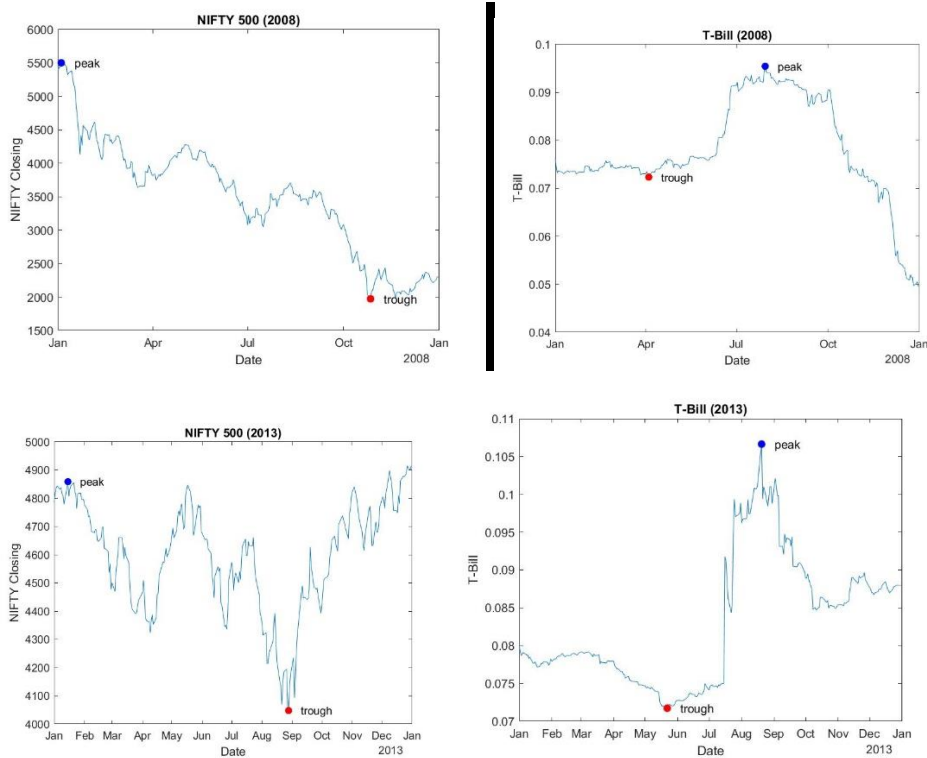 NIFTY 500 (2008)
6000
5500
5000
4500
4000
3500
3000
2500
2000
1500
NIFTY Closing
peak
trough
Jan Apr Jul Oct Jan
Date
2008
T-Bill (2008)
0.1
0.09
0.08
0.07
0.06
0.05
0.04
T-Bill
peak
trough
Jan Apr Jul Oct Jan
Date
2008
NIFTY 500 (2013)
5000
4900
4800
4700
4600
4500
4400
4300
4200
4100
4000
NIFTY Closing
peak
trough
Jan Feb Mar Apr May Jun Jul Aug Sep Oct Nov Dec Jan
Date
2013
T-Bill (2013)
0.11
0.105
0.1
0.095
0.09
0.085
0.08
0.075
0.07
T-Bill
peak
trough
Jan Feb Mar Apr May Jun Jul Aug Sep Oct Nov Dec Jan
Date
2013